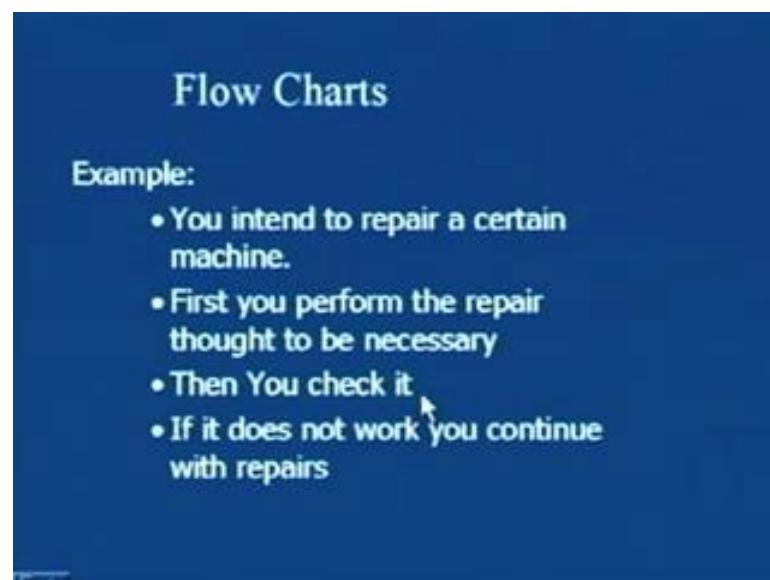 Flow Charts
Example:
• You intend to repair a certain
machine.
• First you perform the repair
thought to be necessary
• Then You check it
• If it does not work you continue
with repairs